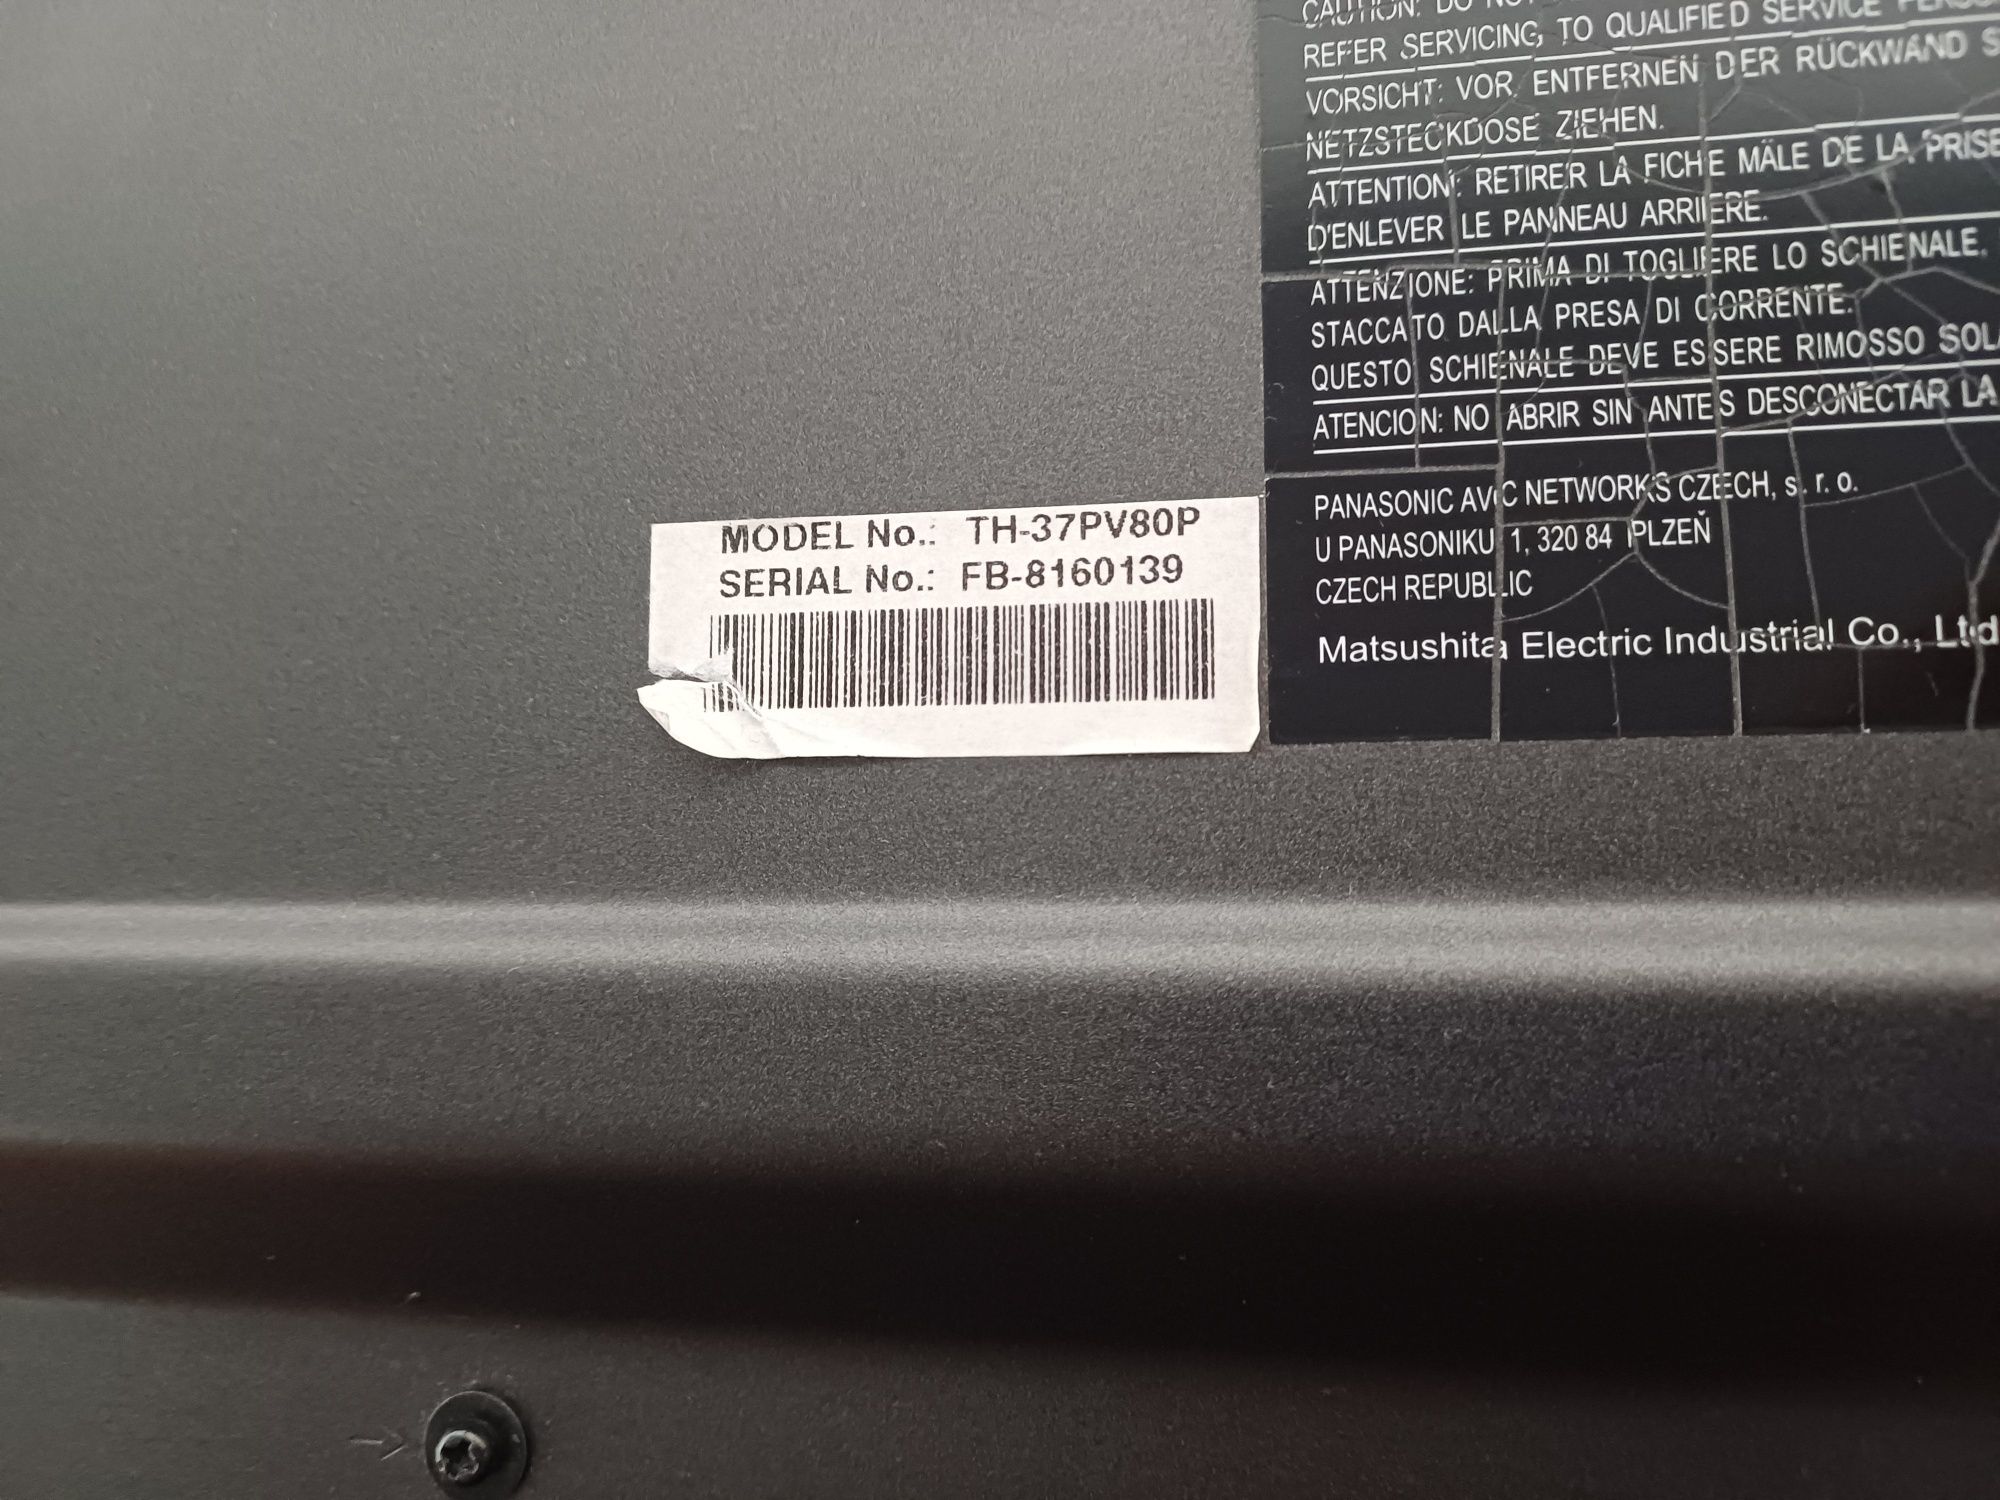 CAUTION: DO NOT
REFER SERVICING TO QUALIFIED SERVICE
VORSICHT: VOR ENTFERNEN DER RÜCKWAND
NETZSTECKDOSE ZIEHEN.
ATTENTION: RETIRER LA FICHE MÂLE DE LA PRISE
D'ENLEVER LE PANNEAU ARRIERE.
ATTENZIONE: PRIMA DI TOGLIERE LO SCHIENALE.
STACCATO DALLA PRESA DI CORRENTE.
QUESTO SCHIENALE DEVE ESSERE RIMOSSO
ATENCION: NO ABRIR SIN ANTES DESCONECTAR LA
PANASONIC AVC NETWORKS CZECH, s. r. o.
U PANASONIKU 1, 320 84 PLZEŇ
CZECH REPUBLIC
Matsushita Electric Industrial Co., Ltd
MODEL No.: TH-37PV80P
SERIAL No.: FB-8160139